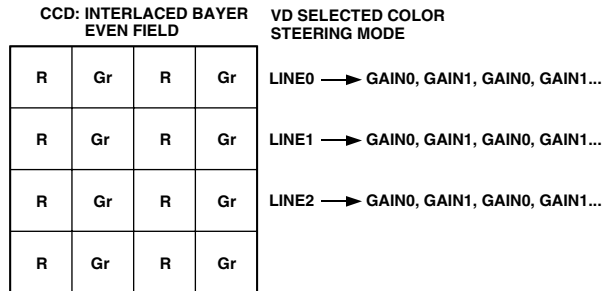 CCD: INTERLACED BAYER
EVEN FIELD
VD SELECTED COLOR
STEERING MODE
R Gr R Gr
LINE0 GAIN0, GAIN1, GAIN0, GAIN1...
R Gr R Gr
LINE1 GAIN0, GAIN1, GAIN0, GAIN1...
R Gr R Gr
LINE2 GAIN0, GAIN1, GAIN0, GAIN1...
R Gr R Gr